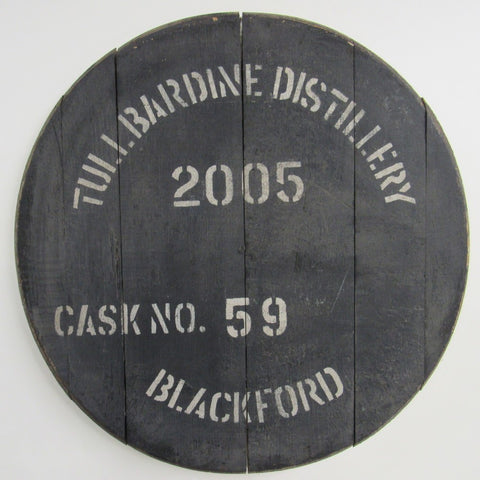 TULLIBARDINE DISTILLERY
2005
CASK NO. 59
BLACKFORD